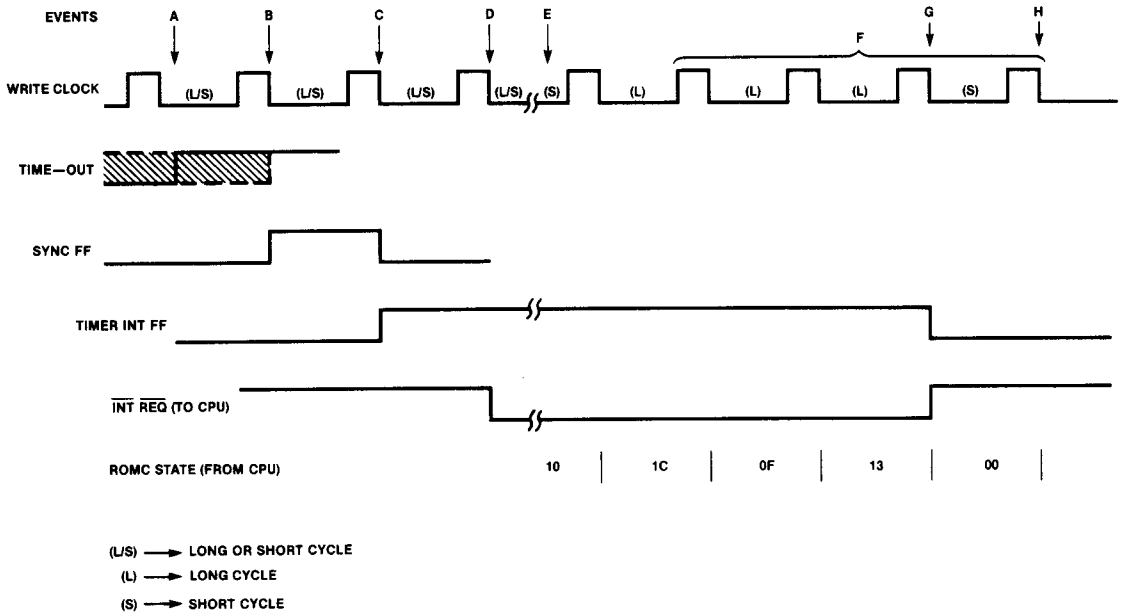 EVENTS A B C D E F G H
WRITE CLOCK (L/S) (L/S) (L/S) (L/S) (S) (L) (L) (L) (S)
TIME—OUT
SYNC FF
TIMER INT FF
INT REQ (TO CPU)
ROMC STATE (FROM CPU) 10 1C 0F 13 00
(L/S) → LONG OR SHORT CYCLE
(L) → LONG CYCLE
(S) → SHORT CYCLE